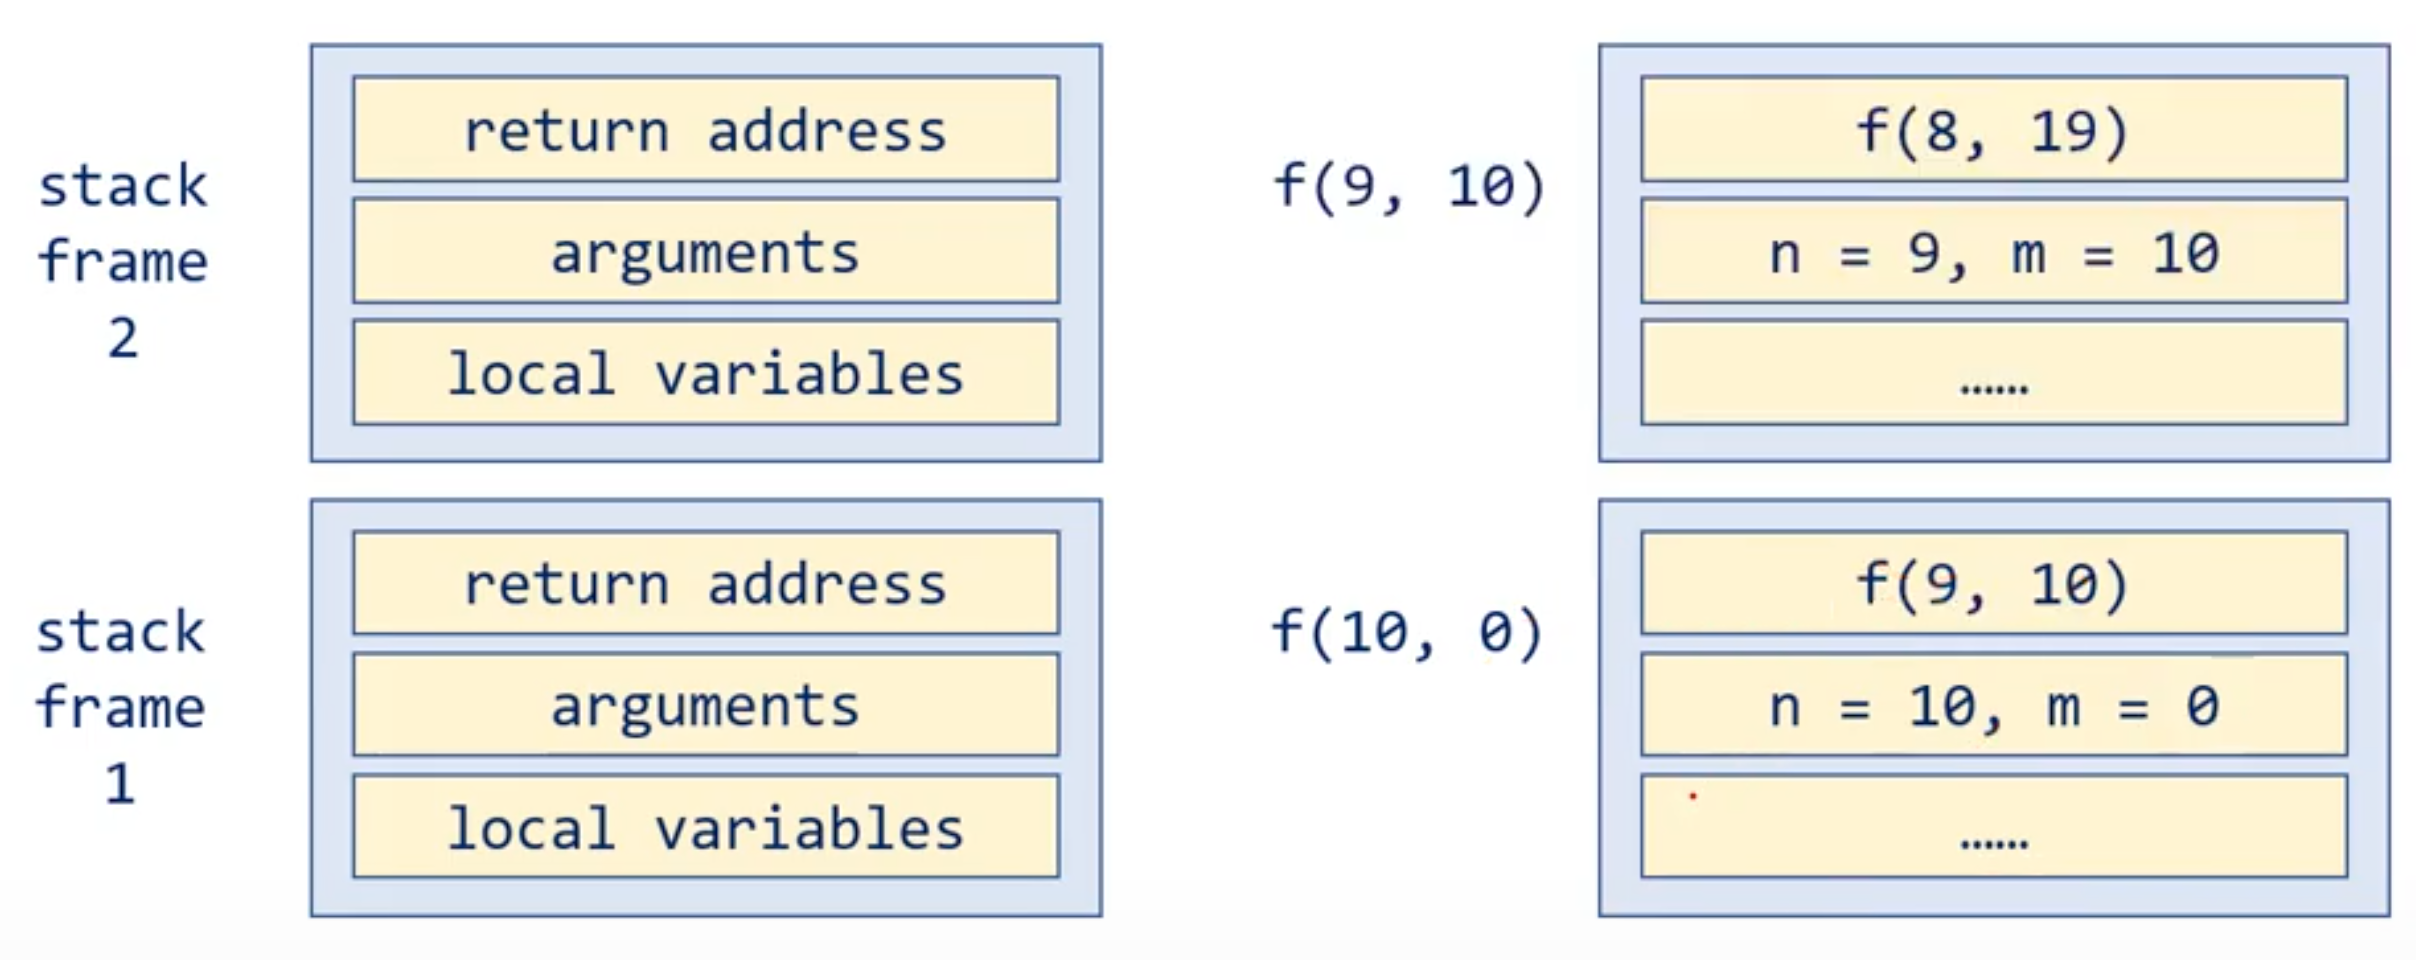 stack
frame
2
return address
arguments
local variables
f(9, 10)
f(8, 19)
n = 9, m = 10
......
stack
frame
1
return address
arguments
local variables
f(10, 0)
f(9, 10)
n = 10, m = 0
......